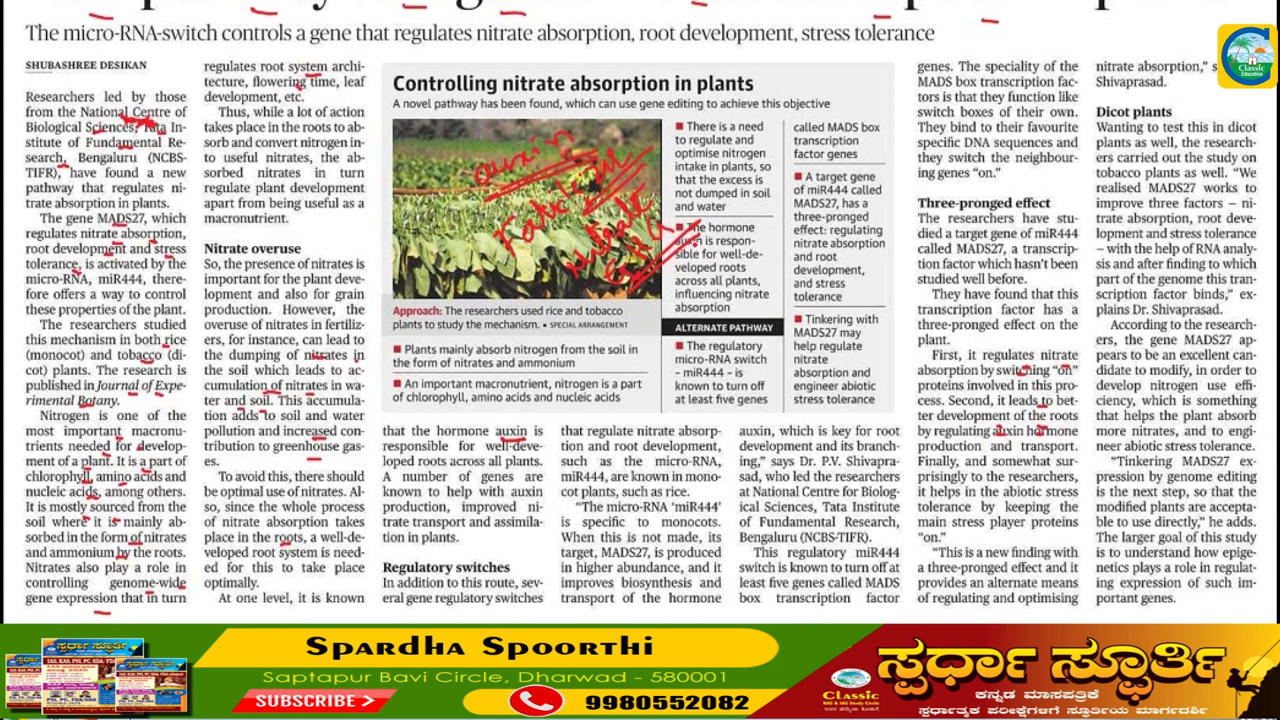 The micro-RNA-switch controls a gene that regulates nitrate absorption, root development, stress tolerance
SHUBASHREE DESIKAN
Researchers led by those
from the National Centre of
Biological Sciences, Tata In-
stitute of Fundamental Re-
search, Bengaluru (NCBS-
TIFR), have found a new
pathway that regulates ni-
trate absorption in plants.
The gene MADS27, which
regulates nitrate absorption,
root development and stress
tolerance, is activated by the
micro-RNA, miR444, there-
fore offers a way to control
these properties of the plant.
The researchers studied
this mechanism in both rice
(monocot) and tobacco (di-
cot) plants. The research is
published in Journal of Expe-
rimental Botany.
Nitrogen is one of the
most important macronu-
trients needed for develop-
ment of a plant. It is a part of
chlorophyll, amino acids and
nucleic acids, among others.
It is mostly sourced from the
soil where it is mainly ab-
sorbed in the form of nitrates
and ammonium by the roots.
Nitrates also play a role in
controlling genome-wide
gene expression that in turn
regulates root system archi-
tecture, flowering time, leaf
development, etc.
Thus, while a lot of action
takes place in the roots to ab-
sorb and convert nitrogen in-
to useful nitrates, the ab-
sorbed nitrates in turn
regulate plant development
apart from being useful as a
macronutrient.
Nitrate overuse
So, the presence of nitrates is
important for the plant deve-
lopment and also for grain
production. However, the
overuse of nitrates in fertiliz-
ers, for instance, can lead to
the dumping of nitrates in
the soil which leads to ac-
cumulation of nitrates in wa-
ter and soil. This accumula-
tion adds to soil and water
pollution and increased con-
tribution to greenhouse gas-
es.
To avoid this, there should
be optimal use of nitrates. Al-
so, since the whole process
of nitrate absorption takes
place in the roots, a well-de-
veloped root system is need-
ed for this to take place
optimally.
At one level, it is known
Controlling nitrate absorption in plants
A novel pathway has been found, which can use gene editing to achieve this objective
auxin
Approach: The researchers used rice and tobacco
plants to study the mechanism. • SPECIAL ARRANGEMENT
■ Plants mainly absorb nitrogen from the soil in
the form of nitrates and ammonium
■ An important macronutrient, nitrogen is a part
of chlorophyll, amino acids and nucleic acids
■ There is a need
to regulate and
optimise nitrogen
intake in plants, so
that the excess is
not dumped in soil
and water
■ The hormone
auxin is respon-
sible for well-de-
veloped roots
across all plants,
influencing nitrate
absorption
ALTERNATE PATHWAY
■ The regulatory
micro-RNA switch
– miR444 – is
known to turn off
at least five genes
called MADS box
transcription
factor genes
■ A target gene
of miR444 called
MADS27, has a
three-pronged
effect: regulating
nitrate absorption
and root
development,
and stress
tolerance
■ Tinkering with
MADS27 may
help regulate
nitrate
absorption and
engineer abiotic
stress tolerance
that the hormone auxin is
responsible for well-deve-
loped roots across all plants.
A number of genes are
known to help with auxin
production, improved ni-
trate transport and assimila-
tion in plants.
Regulatory switches
In addition to this route, sev-
eral gene regulatory switches
that regulate nitrate absorp-
tion and root development,
such as the micro-RNA,
miR444, are known in mono-
cot plants, such as rice.
“The micro-RNA ‘miR444’
is specific to monocots.
When this is not made, its
target, MADS27, is produced
in higher abundance, and it
improves biosynthesis and
transport of the hormone
auxin, which is key for root
development and its branch-
ing,” says Dr. P.V. Shivapra-
sad, who led the researchers
at National Centre for Biolog-
ical Sciences, Tata Institute
of Fundamental Research,
Bengaluru (NCBS-TIFR).
This regulatory miR444
switch is known to turn off at
least five genes called MADS
box transcription factor
genes. The speciality of the
MADS box transcription fac-
tors is that they function like
switch boxes of their own.
They bind to their favourite
specific DNA sequences and
they switch the neighbour-
ing genes “on.”
Three-pronged effect
The researchers have stu-
died a target gene of miR444
called MADS27, a transcrip-
tion factor which hasn’t been
studied well before.
They have found that this
transcription factor has a
three-pronged effect on the
plant.
First, it regulates nitrate
absorption by switching “on”
proteins involved in this pro-
cess. Second, it leads to bet-
ter development of the roots
by regulating auxin hormone
production and transport.
Finally, and somewhat sur-
prisingly to the researchers,
it helps in the abiotic stress
tolerance by keeping the
main stress player proteins
“on.”
“This is a new finding with
a three-pronged effect and it
provides an alternate means
of regulating and optimising
nitrate absorption,” s
Shivaprasad.
Dicot plants
Wanting to test this in dicot
plants as well, the research-
ers carried out the study on
tobacco plants as well. “We
realised MADS27 works to
improve three factors – ni-
trate absorption, root deve-
lopment and stress tolerance
– with the help of RNA analy-
sis and after finding to which
part of the genome this tran-
scription factor binds,” ex-
plains Dr. Shivaprasad.
According to the research-
ers, the gene MADS27 ap-
pears to be an excellent can-
didate to modify, in order to
develop nitrogen use effi-
ciency, which is something
that helps the plant absorb
more nitrates, and to engi-
neer abiotic stress tolerance.
“Tinkering MADS27 ex-
pression by genome editing
is the next step, so that the
modified plants are accepta-
ble to use directly,” he adds.
The larger goal of this study
is to understand how epige-
netics plays a role in regulat-
ing expression of such im-
portant genes.
Classic
Education
Spardha Spoorthi
Saptapur Bavi Circle, Dharwad - 580001
SUBSCRIBE
9980552082
Classic
KAS & IAS Study Circle
ಸ್ಪರ್ಧಾ ಸ್ಫೂರ್ತಿ
ಕನ್ನಡ ಮಾಸಪತ್ರಿಕೆ
ಸ್ಪರ್ಧಾತ್ಮಕ ಪರೀಕ್ಷೆಗಳಿಗೆ ಸ್ಫೂರ್ತಿಯ ಮಾರ್ಗದರ್ಶಿ